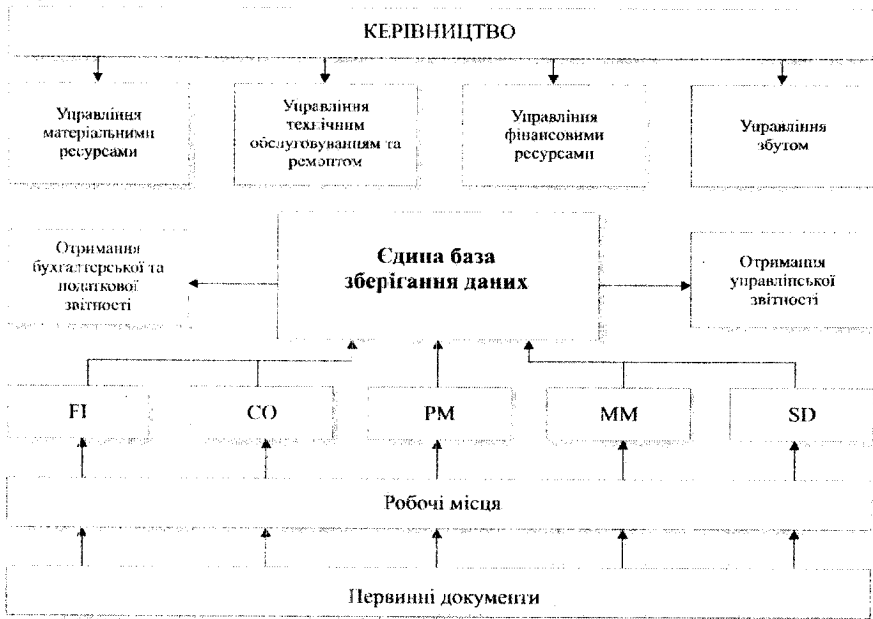 КЕРІВНИЦТВО
Управління
матеріальними
ресурсами
Управління
технічним
обслуговуванням та
ремонтом
Управління
фінансовими
ресурсами
Управління
збутом
Отримання
бухгалтерської та
податкової
звітності
Єдина база
зберігання даних
Отримання
управлінської
звітності
FI
CO
PM
MM
SD
Робочі місця
Первинні документи